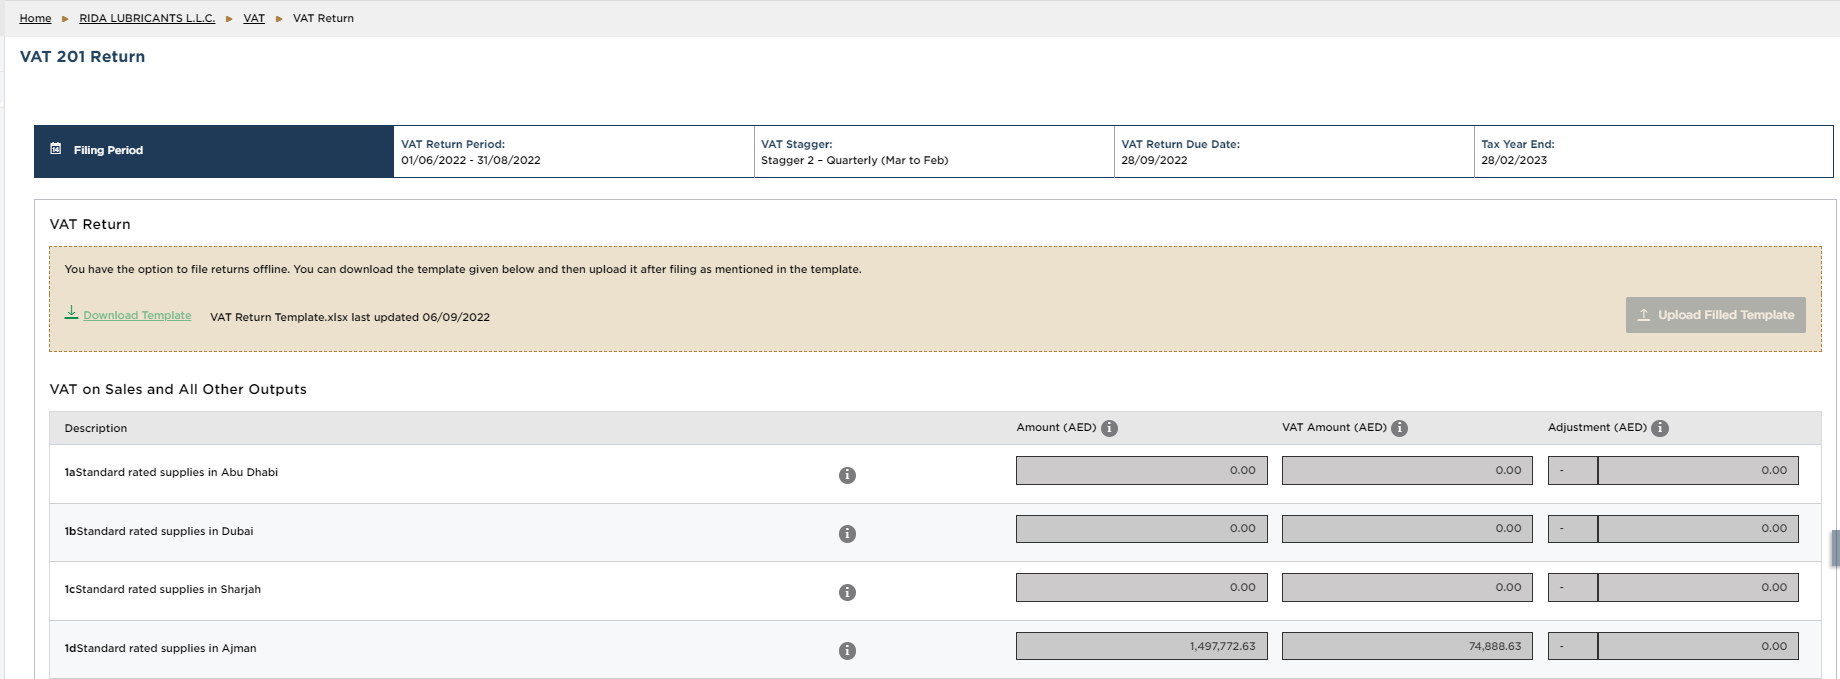 Home ▶ RIDA LUBRICANTS L.L.C. ▶ VAT ▶ VAT Return
VAT 201 Return
Filing Period
VAT Return Period:
01/06/2022 - 31/08/2022
VAT Stagger:
Stagger 2 – Quarterly (Mar to Feb)
VAT Return Due Date:
28/09/2022
Tax Year End:
28/02/2023
VAT Return
You have the option to file returns offline. You can download the template given below and then upload it after filing as mentioned in the template.
Download Template VAT Return Template.xlsx last updated 06/09/2022 Upload Filled Template
VAT on Sales and All Other Outputs
Description Amount (AED) i VAT Amount (AED) i Adjustment (AED) i
1aStandard rated supplies in Abu Dhabi i 0.00 0.00 - 0.00
1bStandard rated supplies in Dubai i 0.00 0.00 - 0.00
1cStandard rated supplies in Sharjah i 0.00 0.00 - 0.00
1dStandard rated supplies in Ajman i 1,497,772.63 74,888.63 - 0.00